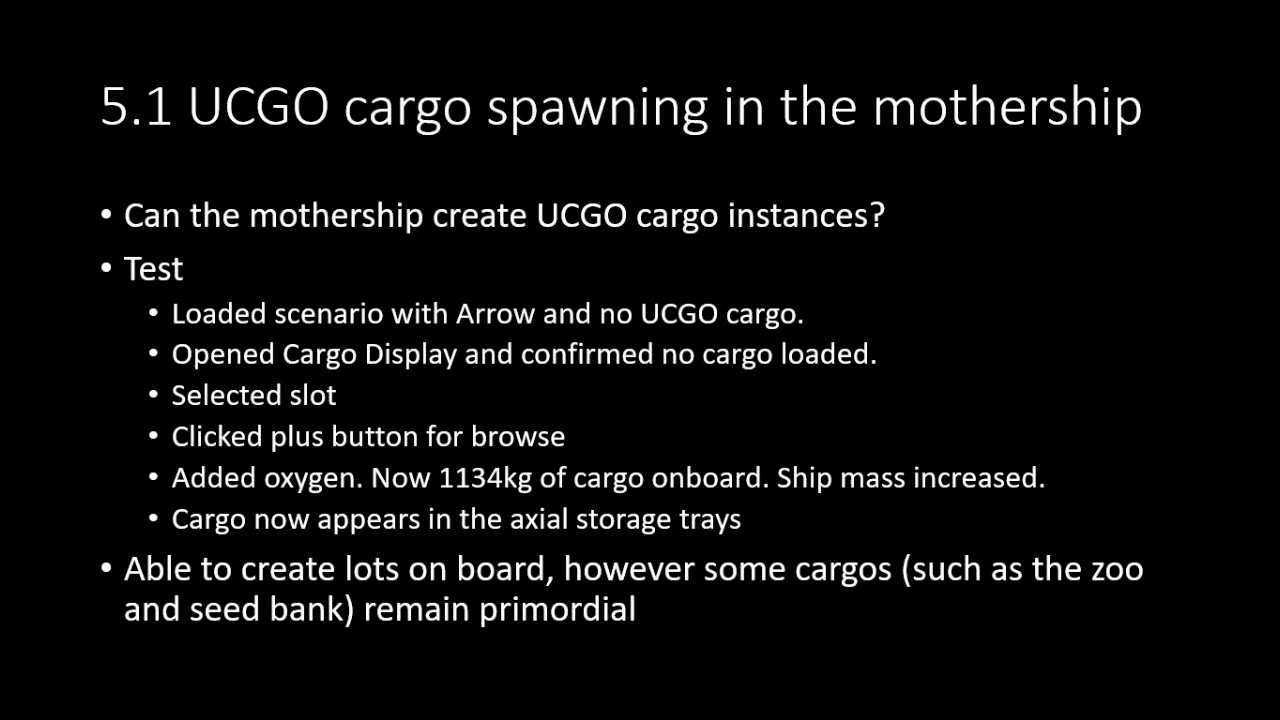 5.1 UCGO cargo spawning in the mothership
• Can the mothership create UCGO cargo instances?
• Test
• Loaded scenario with Arrow and no UCGO cargo.
• Opened Cargo Display and confirmed no cargo loaded.
• Selected slot
• Clicked plus button for browse
• Added oxygen. Now 1134kg of cargo onboard. Ship mass increased.
• Cargo now appears in the axial storage trays
• Able to create lots on board, however some cargos (such as the zoo
and seed bank) remain primordial